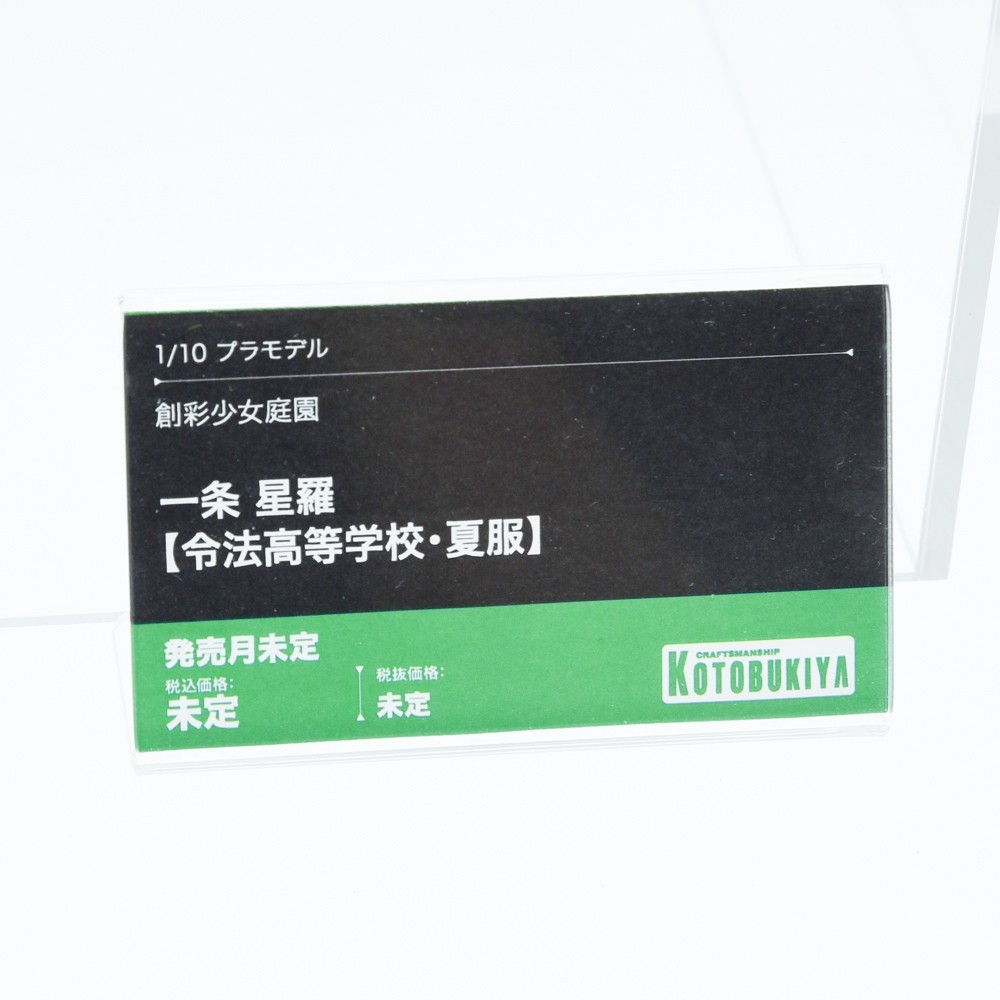 1/10 プラモデル
創彩少女庭園
一条 星羅
【令法高等学校・夏服】
発売月未定
税込価格:
未定
税抜価格:
未定
CRAFTSMANSHIP
KOTOBUKIYA